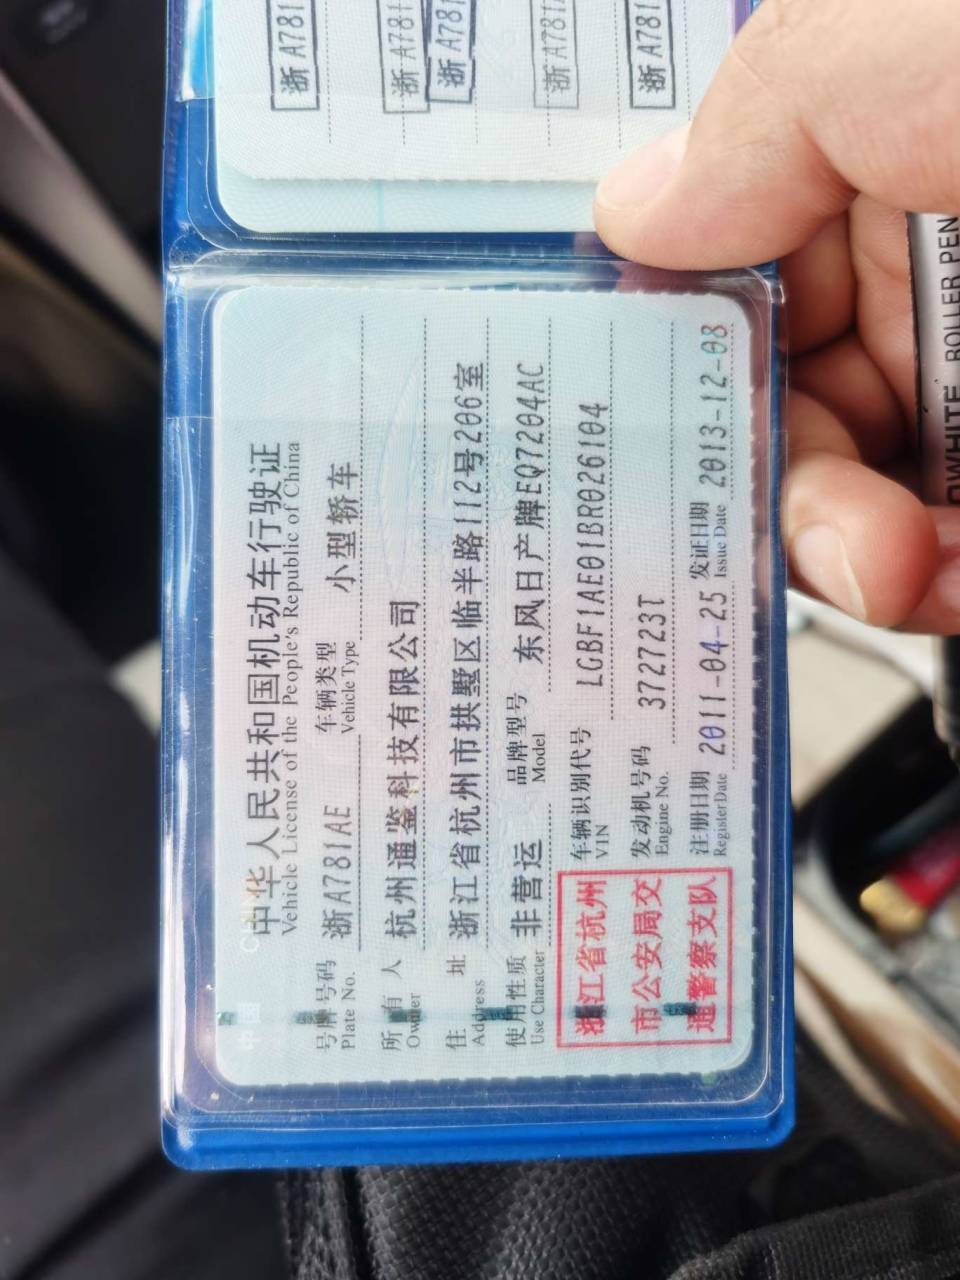 浙A781
浙A781
浙A781
浙A781
浙A781
中华人民共和国机动车行驶证
Vehicle License of the People's Republic of China
号牌号码 浙A781AE 车辆类型 小型轿车
Plate No. Vehicle Type
所有人 杭州通鉴科技有限公司
Owner
住址 浙江省杭州市拱墅区临半路112号206室
Address
使用性质 非营运 品牌型号 东风日产牌EQ7204AC
Use Character Model
车辆识别代号 LGBF1AE01BR026104
VIN
发动机号码 372723T
Engine No.
注册日期 2011-04-25 发证日期 2013-12-08
Register Date Issue Date
浙江省杭州
市公安局交
通警察支队
WHITE ROLLER PEN